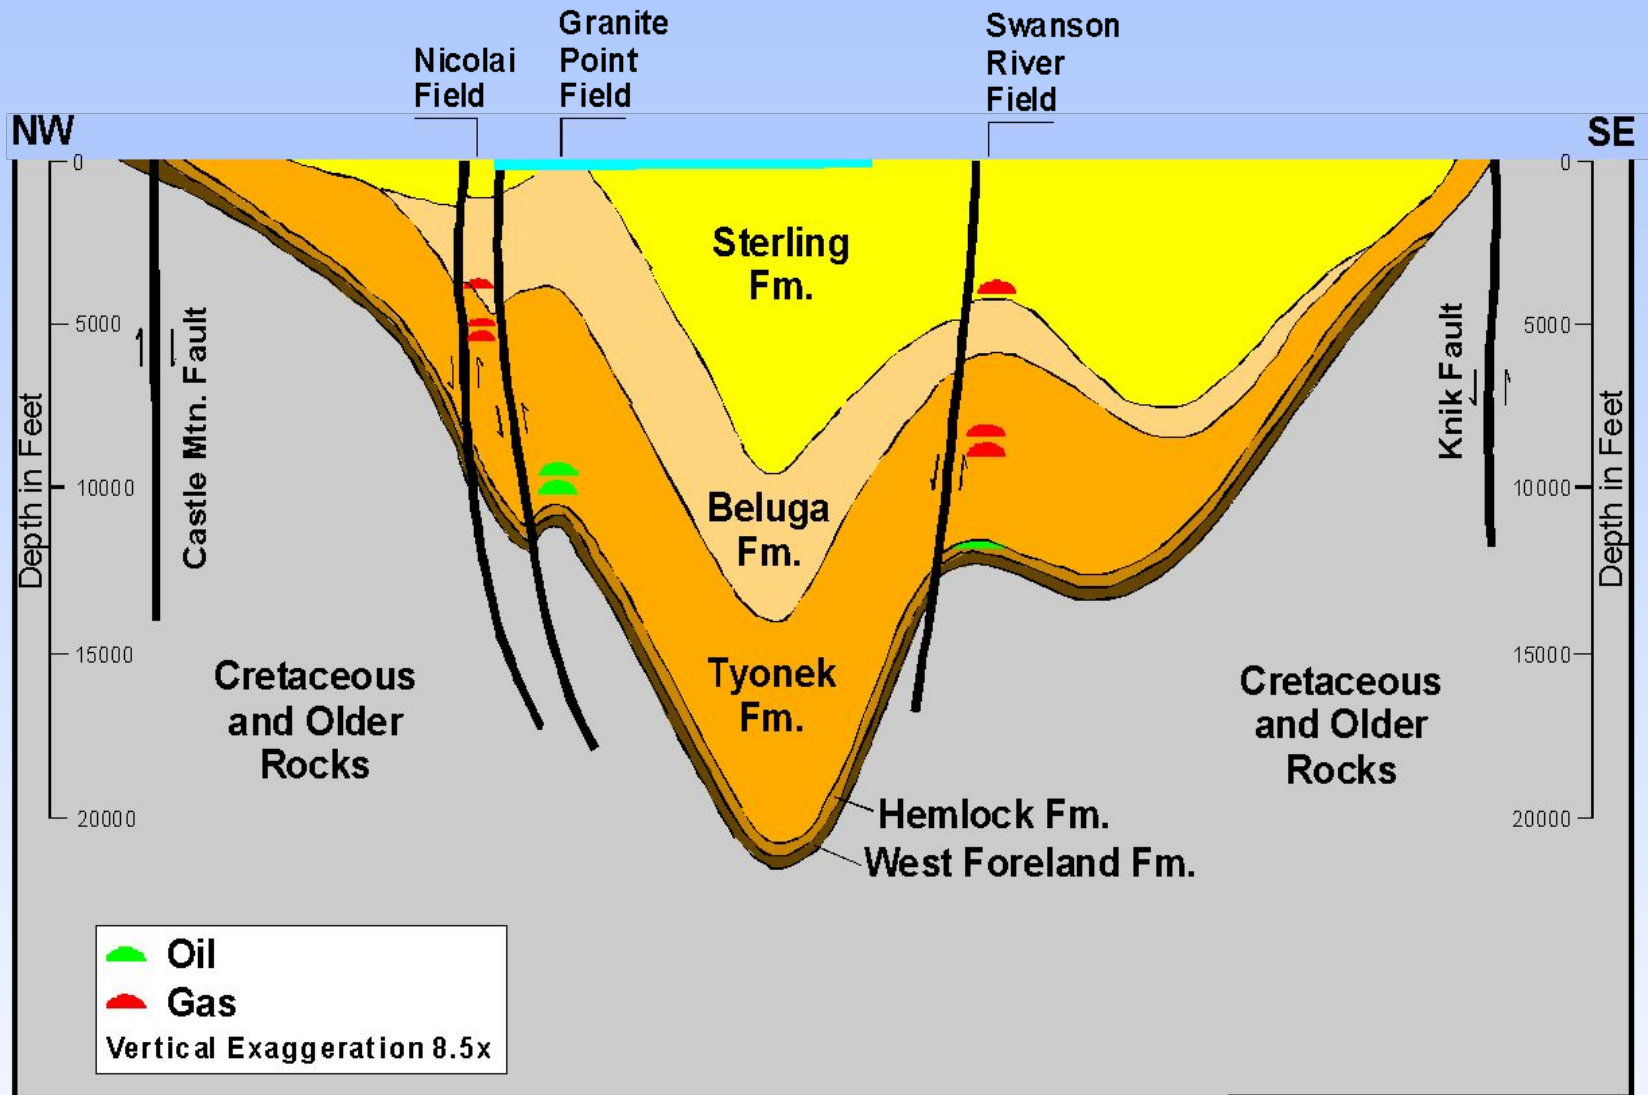 Granite
Point
Field
Nicolai
Field
Swanson
River
Field
NW
SE
0
5000
10000
15000
20000
Depth in Feet
Castle Mtn. Fault
Sterling
Fm.
Beluga
Fm.
Tyonek
Fm.
Hemlock Fm.
West Foreland Fm.
Cretaceous
and Older
Rocks
Cretaceous
and Older
Rocks
Knik Fault
0
5000
10000
15000
20000
Depth in Feet
Oil
Gas
Vertical Exaggeration 8.5x